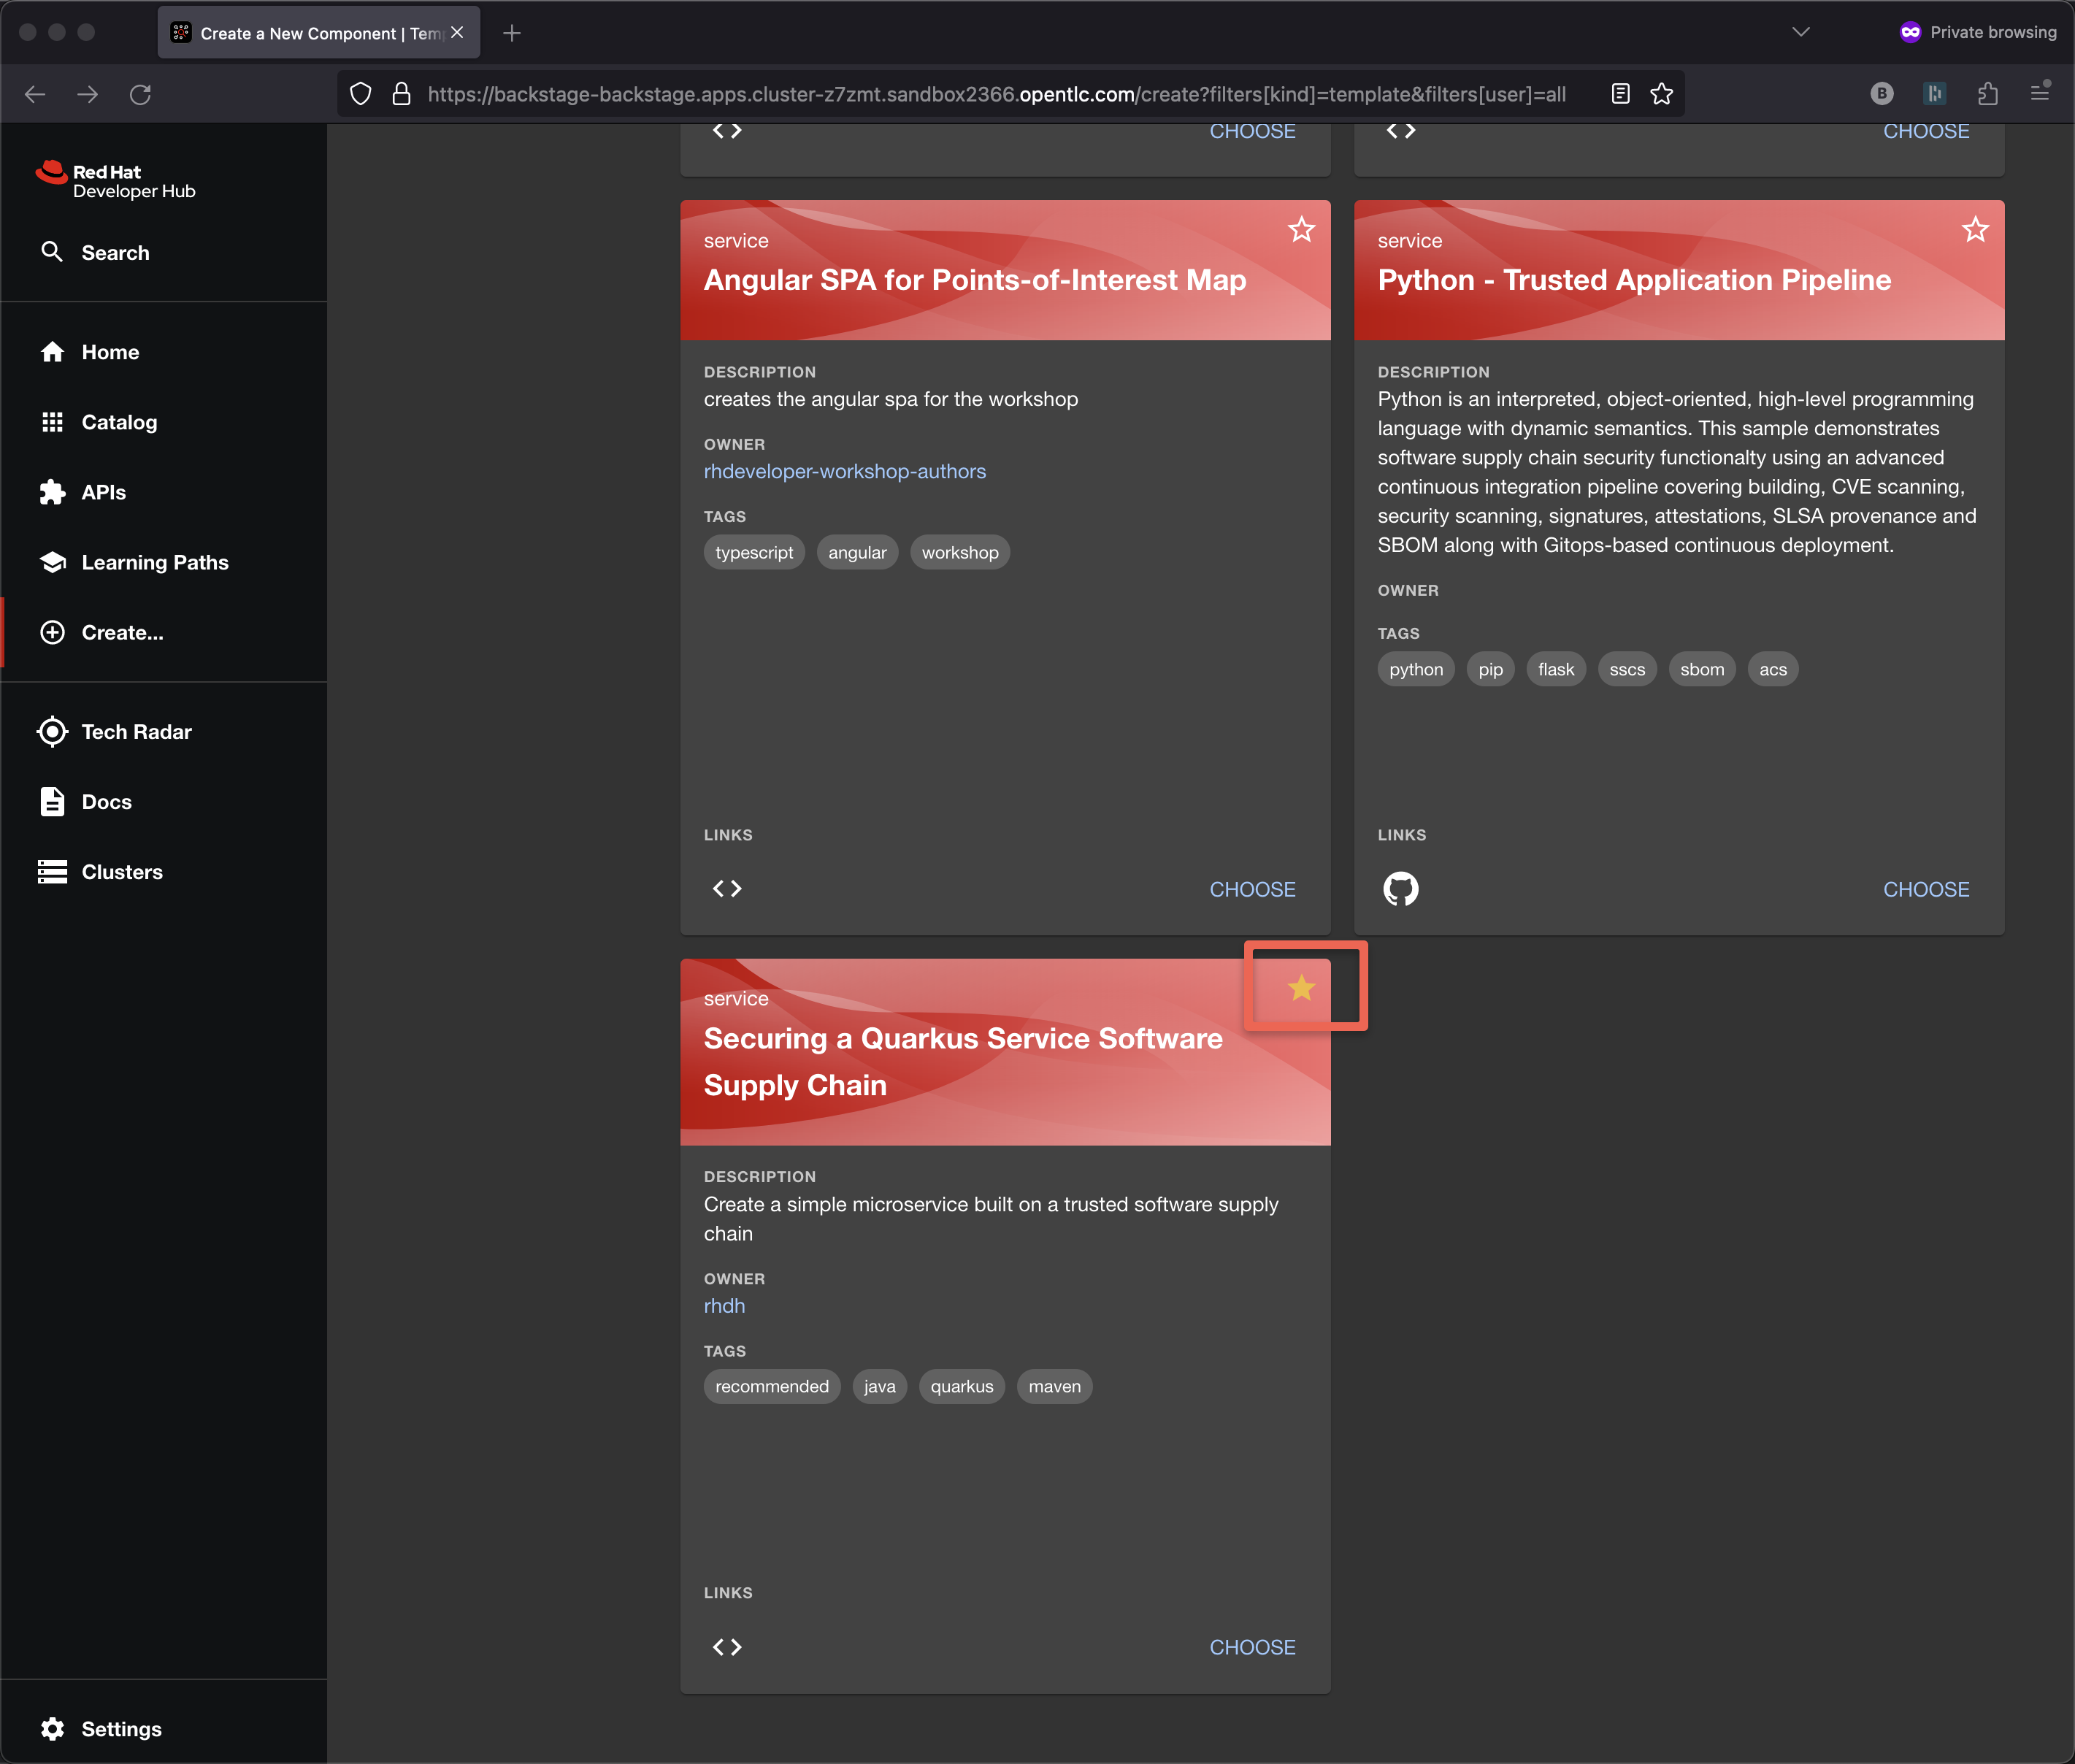 Create a New Component | Tem
Private browsing
https://backstage-backstage.apps.cluster-z7zmt.sandbox2366.opentlc.com/create?filters[kind]=template&filters[user]=all
B
Red Hat
Developer Hub
Search
Home
Catalog
APIs
Learning Paths
Create...
Tech Radar
Docs
Clusters
Settings
CHOOSE
CHOOSE
service
Angular SPA for Points-of-Interest Map
DESCRIPTION
creates the angular spa for the workshop
OWNER
rhdeveloper-workshop-authors
TAGS
typescript angular workshop
LINKS
CHOOSE
service
Python - Trusted Application Pipeline
DESCRIPTION
Python is an interpreted, object-oriented, high-level programming
language with dynamic semantics. This sample demonstrates
software supply chain security functionalty using an advanced
continuous integration pipeline covering building, CVE scanning,
security scanning, signatures, attestations, SLSA provenance and
SBOM along with Gitops-based continuous deployment.
OWNER
TAGS
python pip flask sscs sbom acs
LINKS
CHOOSE
service
Securing a Quarkus Service Software
Supply Chain
DESCRIPTION
Create a simple microservice built on a trusted software supply
chain
OWNER
rhdh
TAGS
recommended java quarkus maven
LINKS
CHOOSE